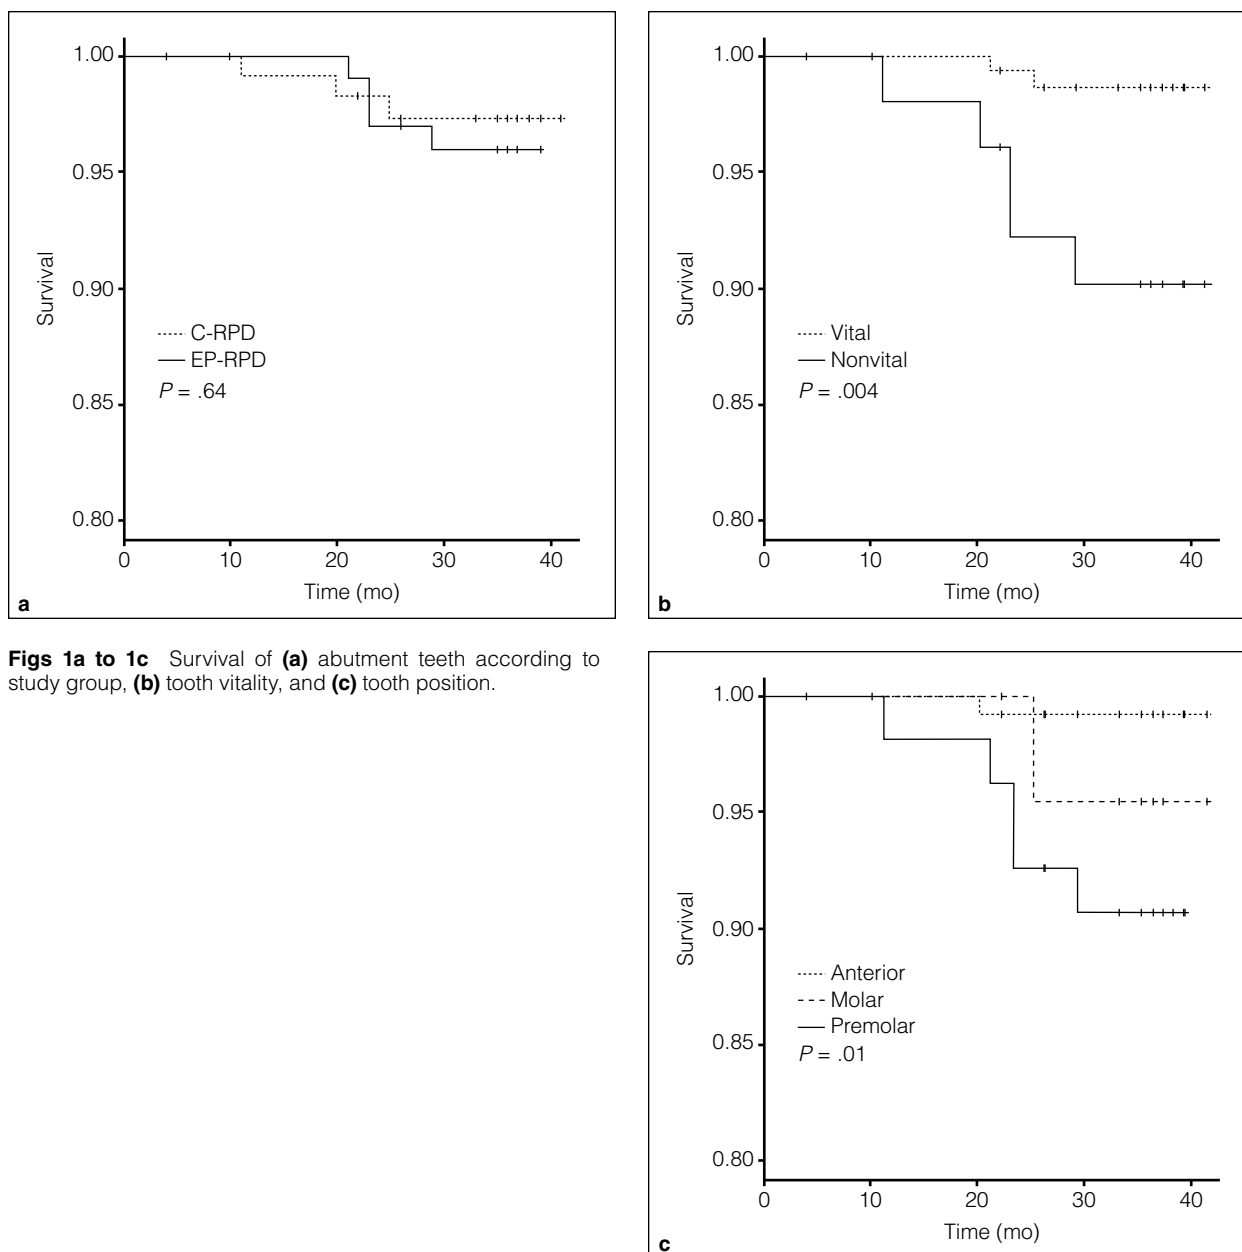 1.00
0.95
0.90
0.85
0.80
Survival
C-RPD
EP-RPD
P = .64
0 10 20 30 40
Time (mo)
a
1.00
0.95
0.90
0.85
0.80
Survival
Vital
Nonvital
P = .004
0 10 20 30 40
Time (mo)
b
Figs 1a to 1c Survival of (a) abutment teeth according to
study group, (b) tooth vitality, and (c) tooth position.
1.00
0.95
0.90
0.85
0.80
Survival
Anterior
Molar
Premolar
P = .01
0 10 20 30 40
Time (mo)
c